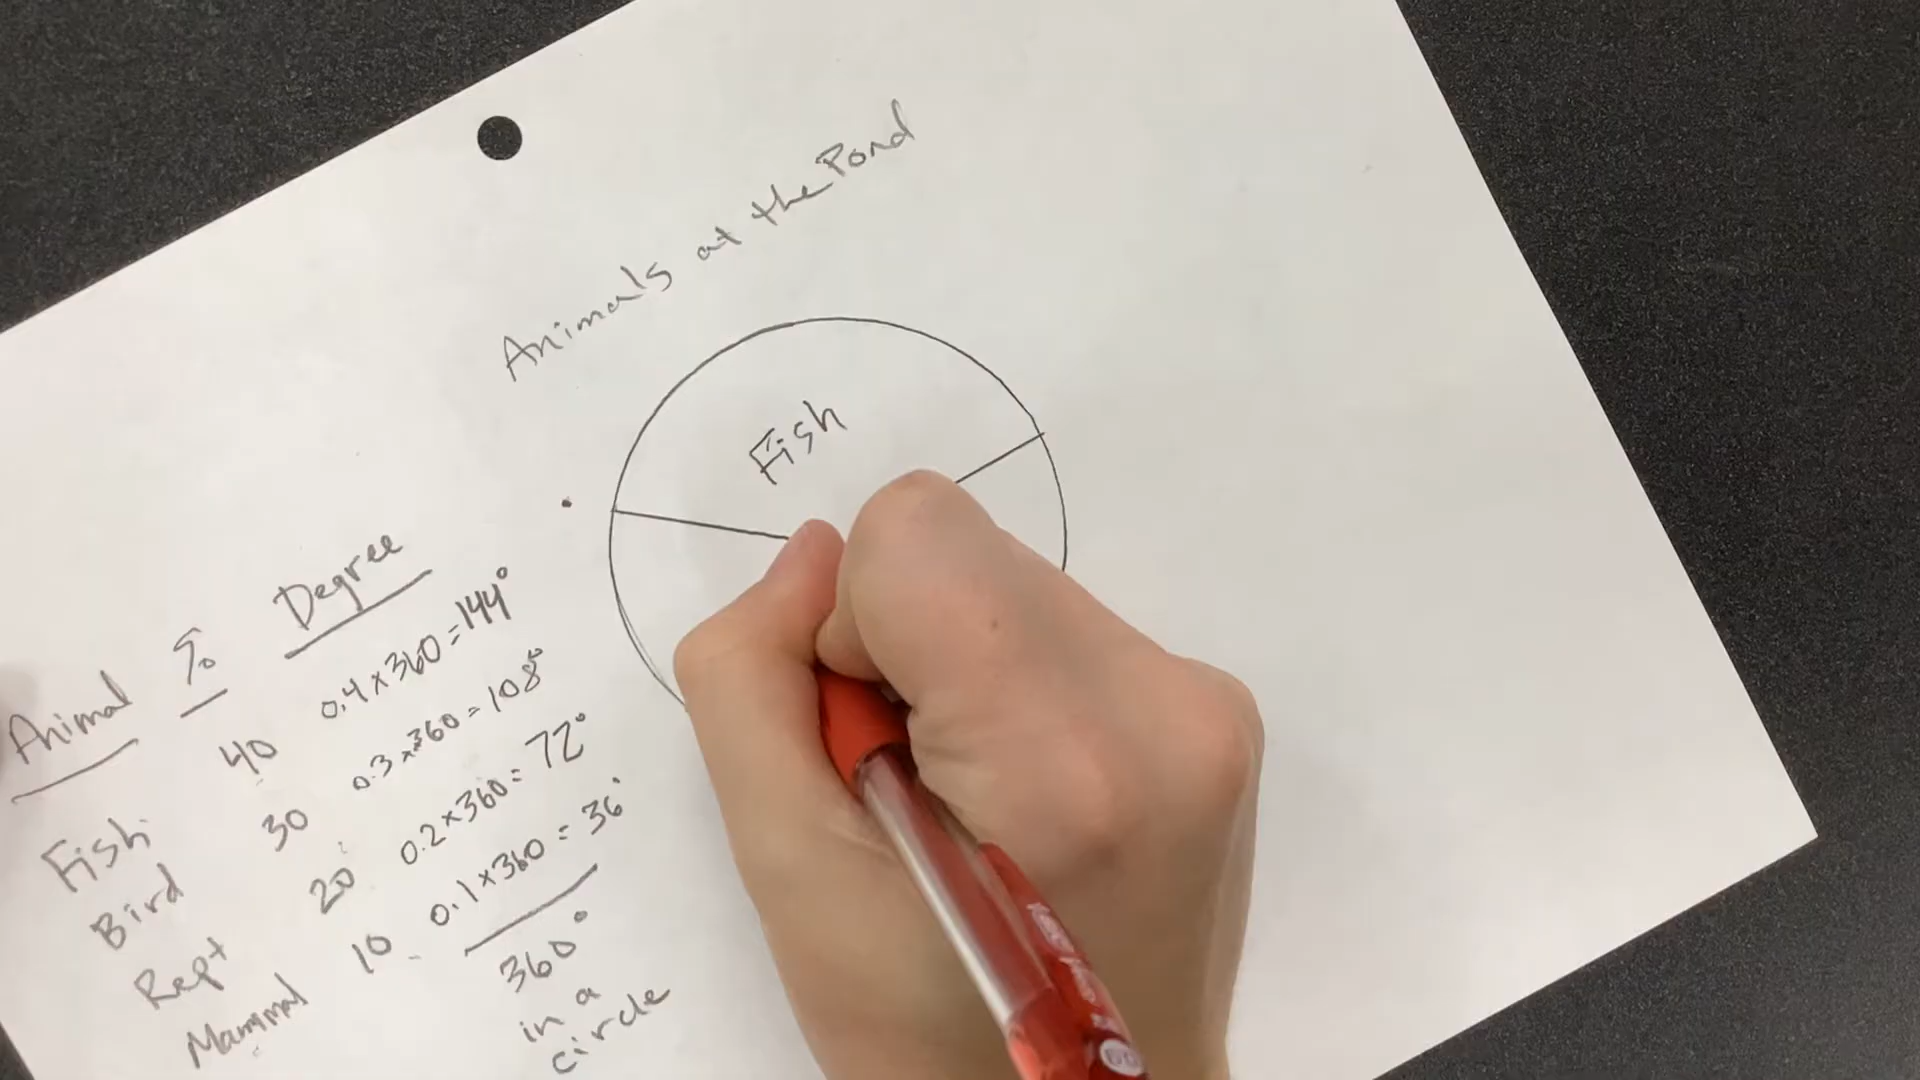 Animals at the Pond
Fish
Animal % Degree
Fish 40 0.4 x 360 = 144°
Bird 30 0.3 x 360 = 108°
Rept 20 0.2 x 360 = 72°
Mammal 10 0.1 x 360 = 36°
360°
in a
circle